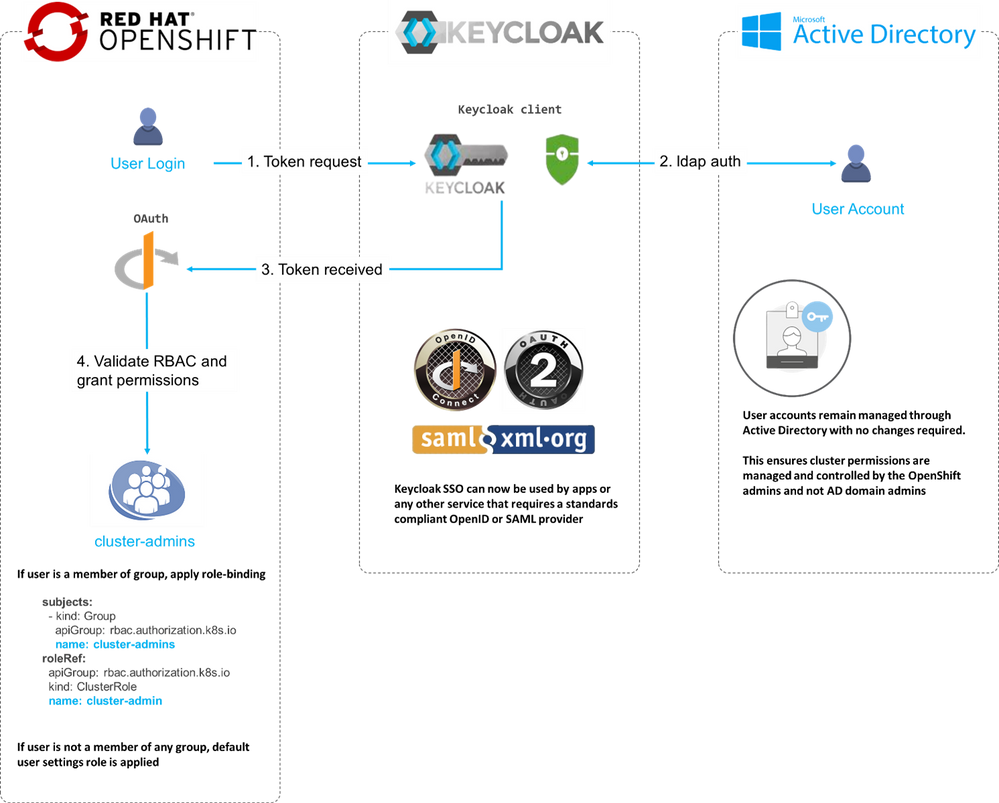 RED HAT®
OPENSHIFT
User Login
1. Token request
OAuth
3. Token received
4. Validate RBAC and
grant permissions
cluster-admins
If user is a member of group, apply role-binding
subjects:
- kind: Group
apiGroup: rbac.authorization.k8s.io
name: cluster-admins
roleRef:
apiGroup: rbac.authorization.k8s.io
kind: ClusterRole
name: cluster-admin
If user is not a member of any group, default
user settings role is applied
KEYCLOAK
Keycloak client
KEYCLOAK
2. ldap auth
OpenID
Connect
OAUTH
2
OAUTH
saml xml.org
Keycloak SSO can now be used by apps or
any other service that requires a standards
compliant OpenID or SAML provider
Microsoft
Active Directory
User Account
User accounts remain managed through
Active Directory with no changes required.
This ensures cluster permissions are
managed and controlled by the OpenShift
admins and not AD domain admins